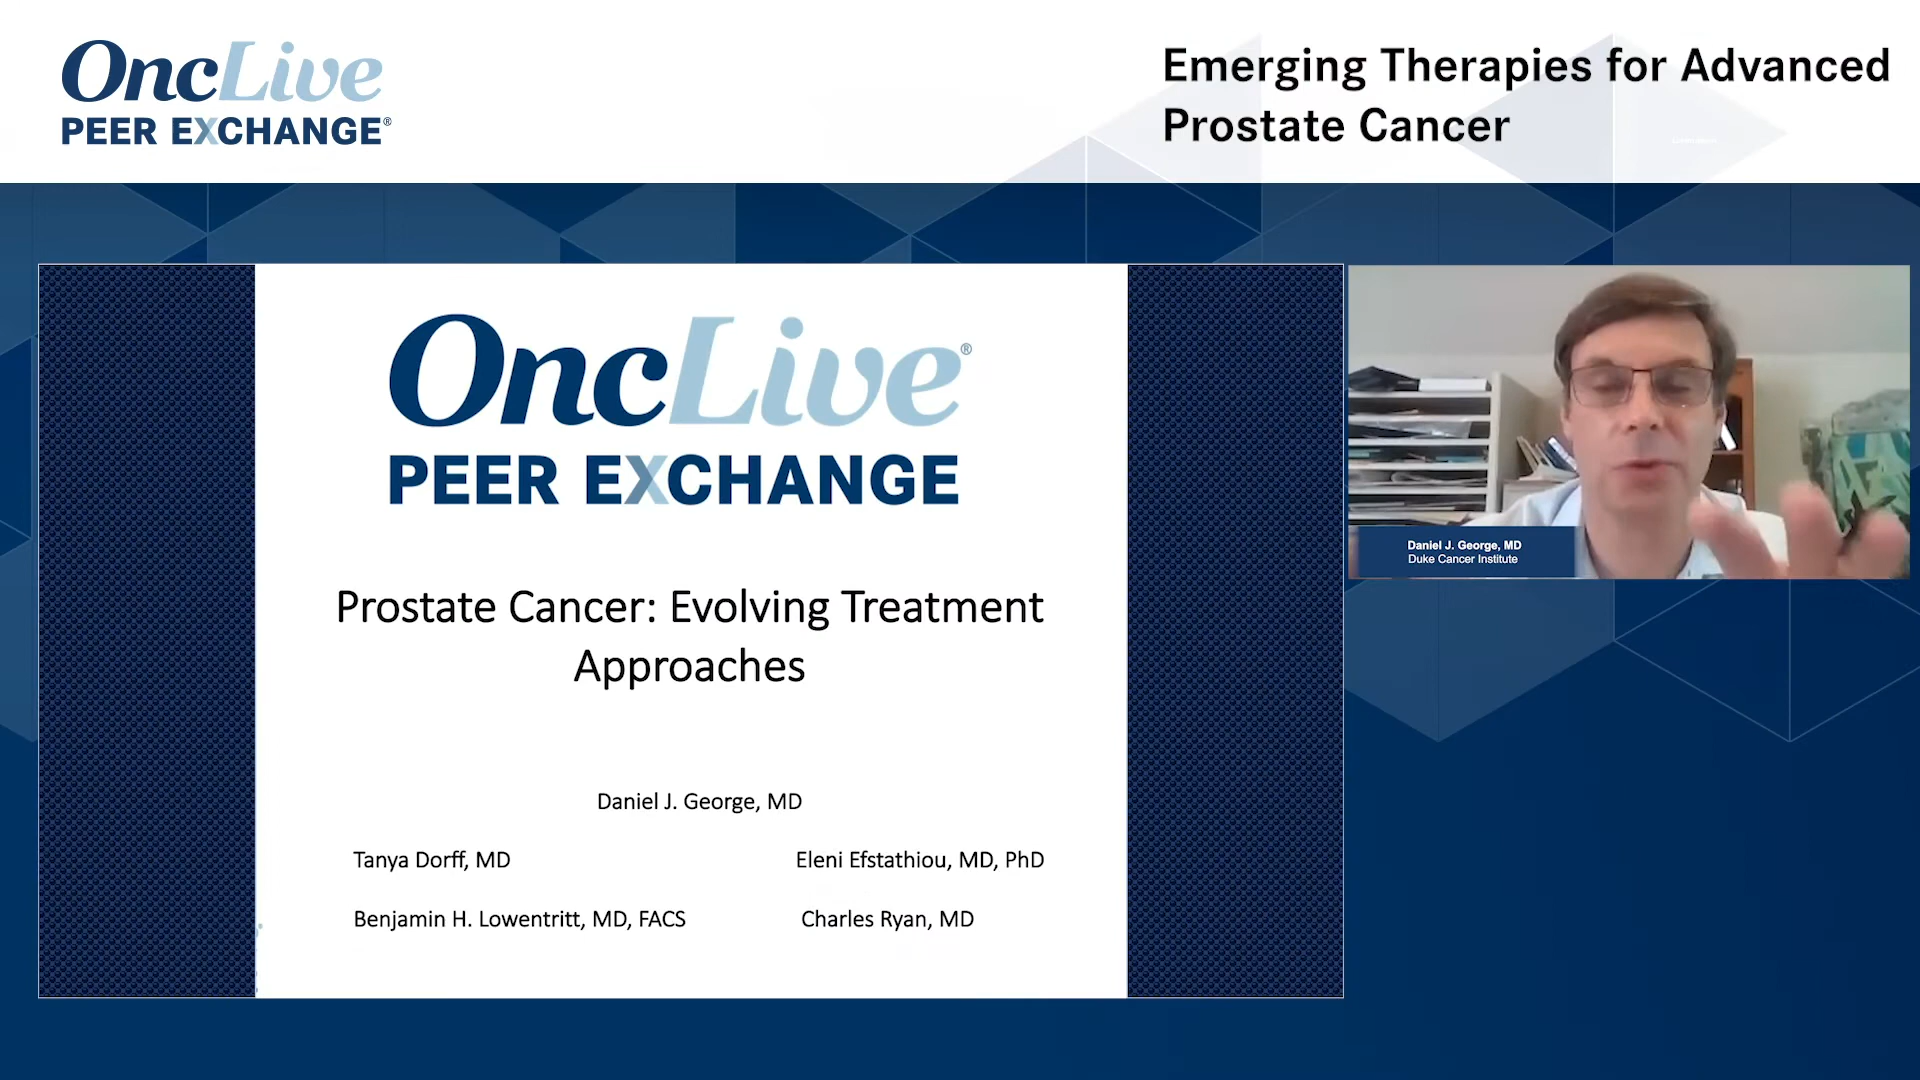 OncLive
PEER EXCHANGE®
Emerging Therapies for Advanced
Prostate Cancer
OncLive®
PEER EXCHANGE
Prostate Cancer: Evolving Treatment
Approaches
Daniel J. George, MD
Tanya Dorff, MD
Eleni Efstathiou, MD, PhD
Benjamin H. Lowentritt, MD, FACS
Charles Ryan, MD
Daniel J. George, MD
Duke Cancer Institute